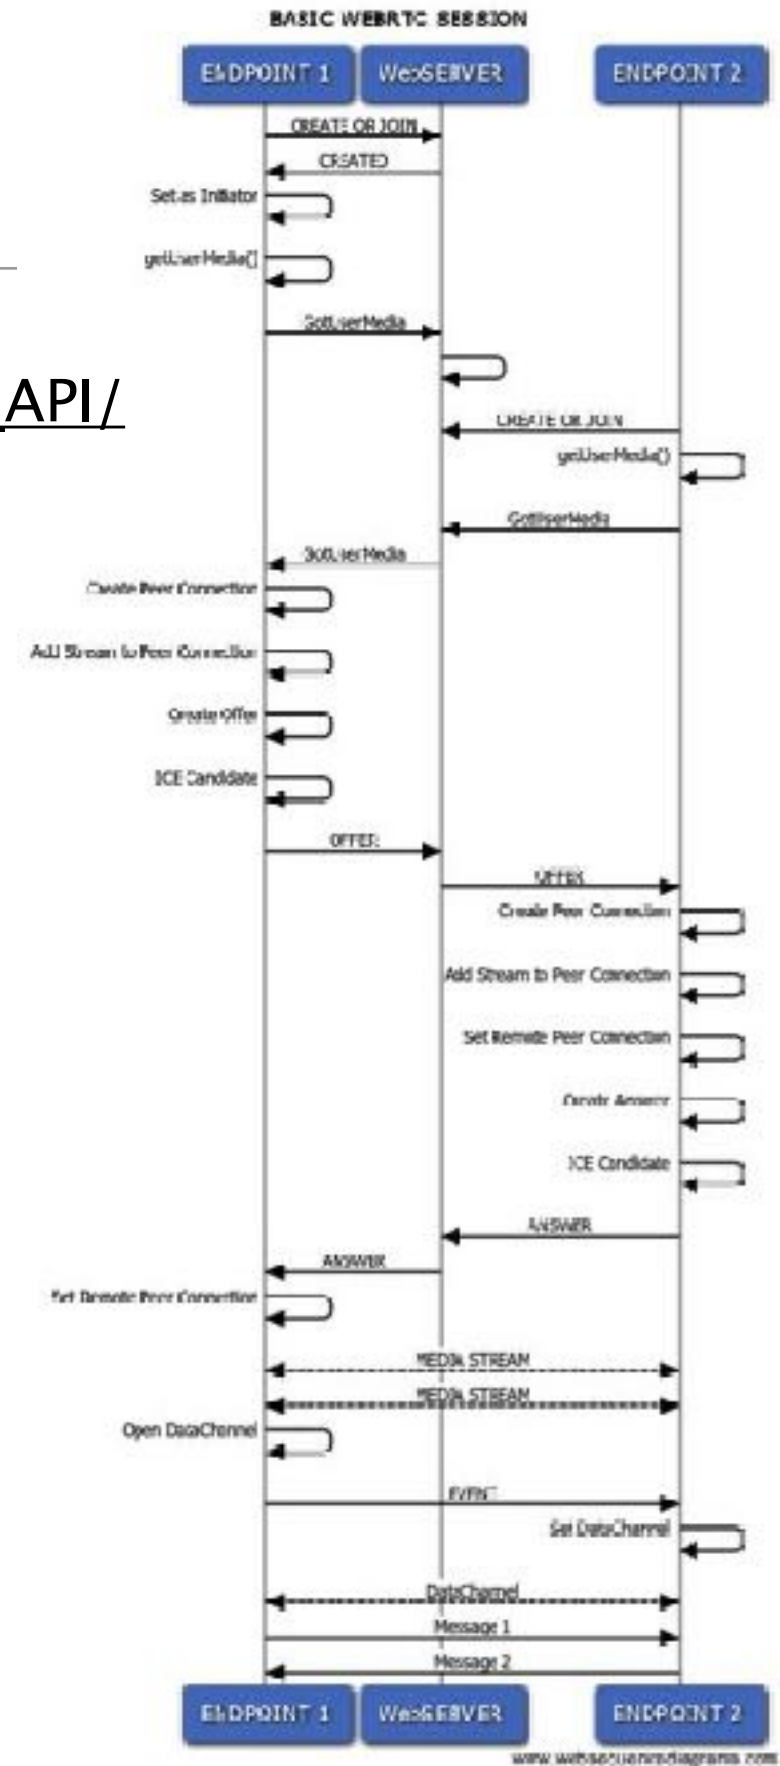 BASIC WEBRTC SESSION
ENDPOINT 1 WebSERVER ENDPOINT 2
CREATE OR JOIN
CREATED
Set as Initiator
getUserMedia()
GotUserMedia
API/
CREATE OR JOIN
getUserMedia()
GotUserMedia
GotUserMedia
Create Peer Connection
Add Stream to Peer Connection
Create Offer
ICE Candidate
OFFER
OFFER
Create Peer Connection
Add Stream to Peer Connection
Set Remote Peer Connection
Create Answer
ICE Candidate
ANSWER
ANSWER
Set Remote Peer Connection
MEDIA STREAM
MEDIA STREAM
Open DataChannel
EVENT
Set DataChannel
DataChannel
Message 1
Message 2
ENDPOINT 1 WebSERVER ENDPOINT 2
www.websequencediagrams.com